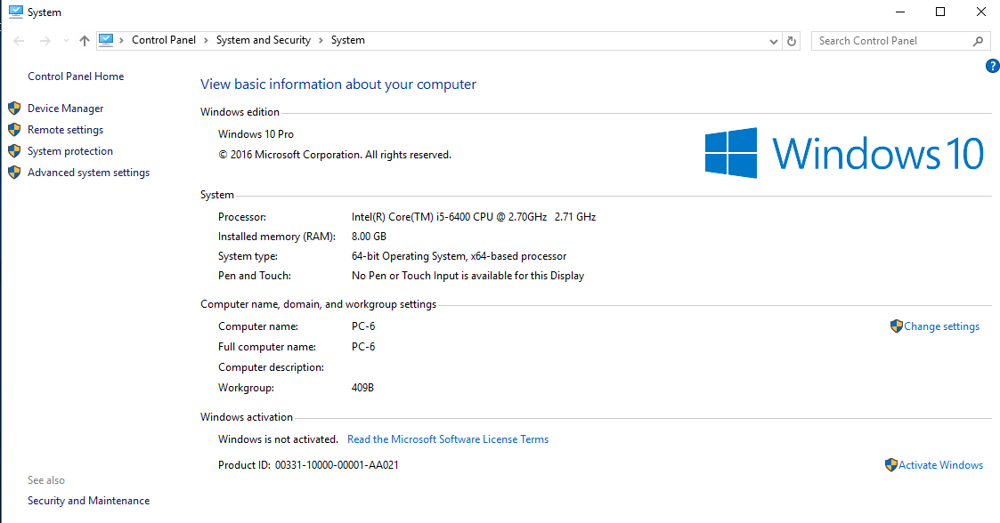 System
Control Panel > System and Security > System
Search Control Panel
?
Control Panel Home
Device Manager
Remote settings
System protection
Advanced system settings
View basic information about your computer
Windows edition
Windows 10 Pro
© 2016 Microsoft Corporation. All rights reserved.
Windows 10
System
Processor: Intel(R) Core(TM) i5-6400 CPU @ 2.70GHz 2.71 GHz
Installed memory (RAM): 8.00 GB
System type: 64-bit Operating System, x64-based processor
Pen and Touch: No Pen or Touch Input is available for this Display
Computer name, domain, and workgroup settings
Computer name: PC-6
Change settings
Full computer name: PC-6
Computer description:
Workgroup: 409B
Windows activation
Windows is not activated. Read the Microsoft Software License Terms
Product ID: 00331-10000-00001-AA021
Activate Windows
See also
Security and Maintenance